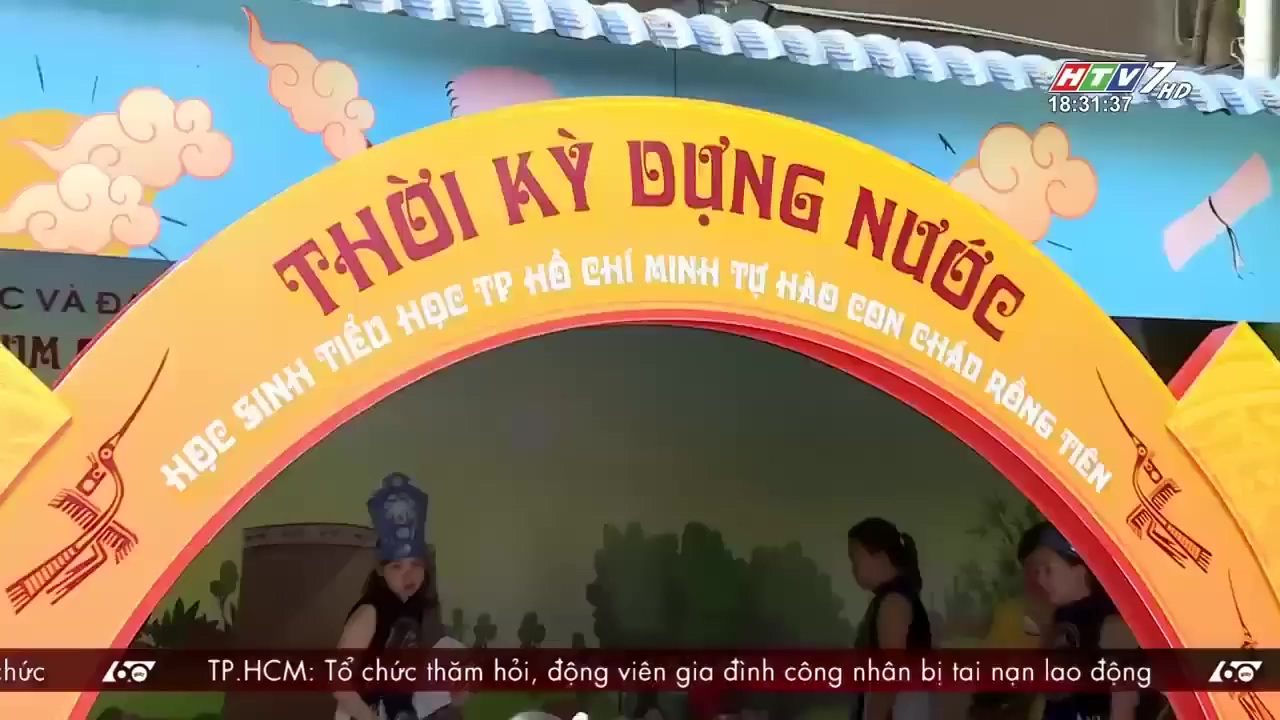 HTV7 HD
18:31:37
THỜI KỲ DỰNG NƯỚC
HỌC SINH TIỂU HỌC TP HỒ CHÍ MINH TỰ HÀO CON CHÁU RỒNG TIÊN
C VÀ
chức
TP.HCM: Tổ chức thăm hỏi, động viên gia đình công nhân bị tai nạn lao động